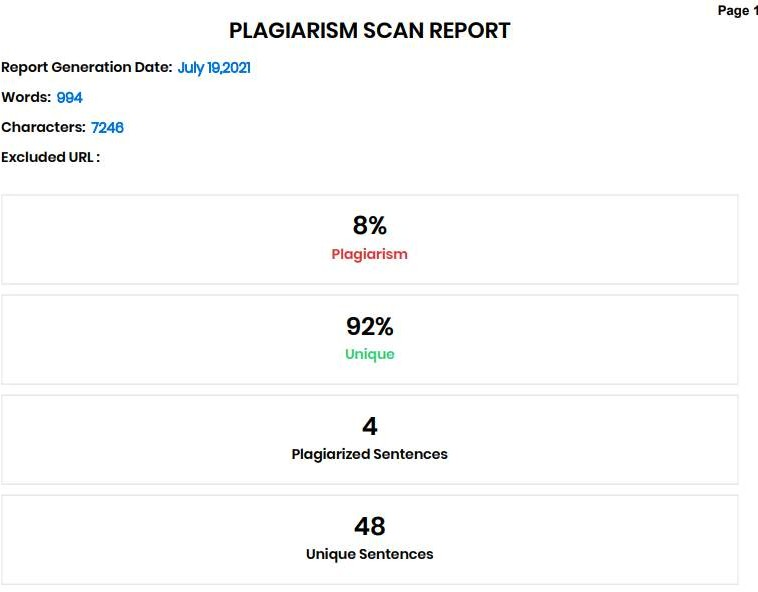 Page 1
PLAGIARISM SCAN REPORT
Report Generation Date: July 19,2021
Words: 994
Characters: 7246
Excluded URL :
8%
Plagiarism
92%
Unique
4
Plagiarized Sentences
48
Unique Sentences